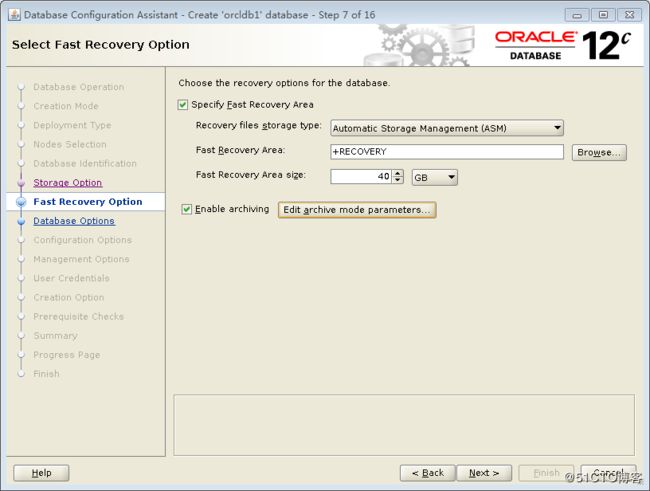 Database Configuration Assistant - Create 'orcldb1' database - Step 7 of 16
Select Fast Recovery Option
ORACLE
DATABASE 12c
Database Operation
Creation Mode
Deployment Type
Nodes Selection
Database Identification
Storage Option
Fast Recovery Option
Database Options
Configuration Options
Management Options
User Credentials
Creation Option
Prerequisite Checks
Summary
Progress Page
Finish
Choose the recovery options for the database.
Specify Fast Recovery Area
Recovery files storage type: Automatic Storage Management (ASM)
Fast Recovery Area: +RECOVERY Browse...
Fast Recovery Area size: 40 GB
Enable archiving Edit archive mode parameters...
Help < Back Next > Finish Cancel
@51CTO博客